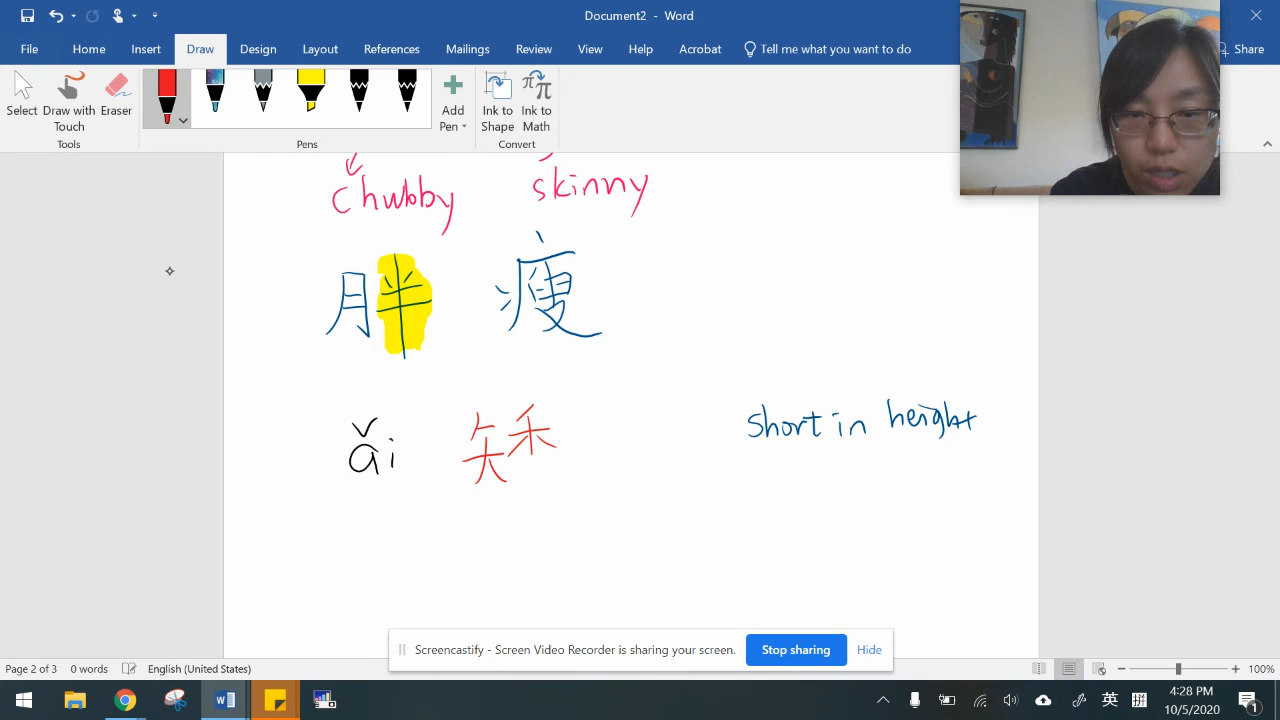 Document2 - Word
File Home Insert Draw Design Layout References Mailings Review View Help Acrobat Tell me what you want to do Share
Select Draw with Touch Eraser Add Pen Ink to Shape Ink to Math
Tools Pens Convert
chubby skinny
胖 瘦
ǎi short in height
Screencastify - Screen Video Recorder is sharing your screen. Stop sharing Hide
Page 2 of 3 0 words English (United States) 100%
英 拼 4:28 PM
10/5/2020 1